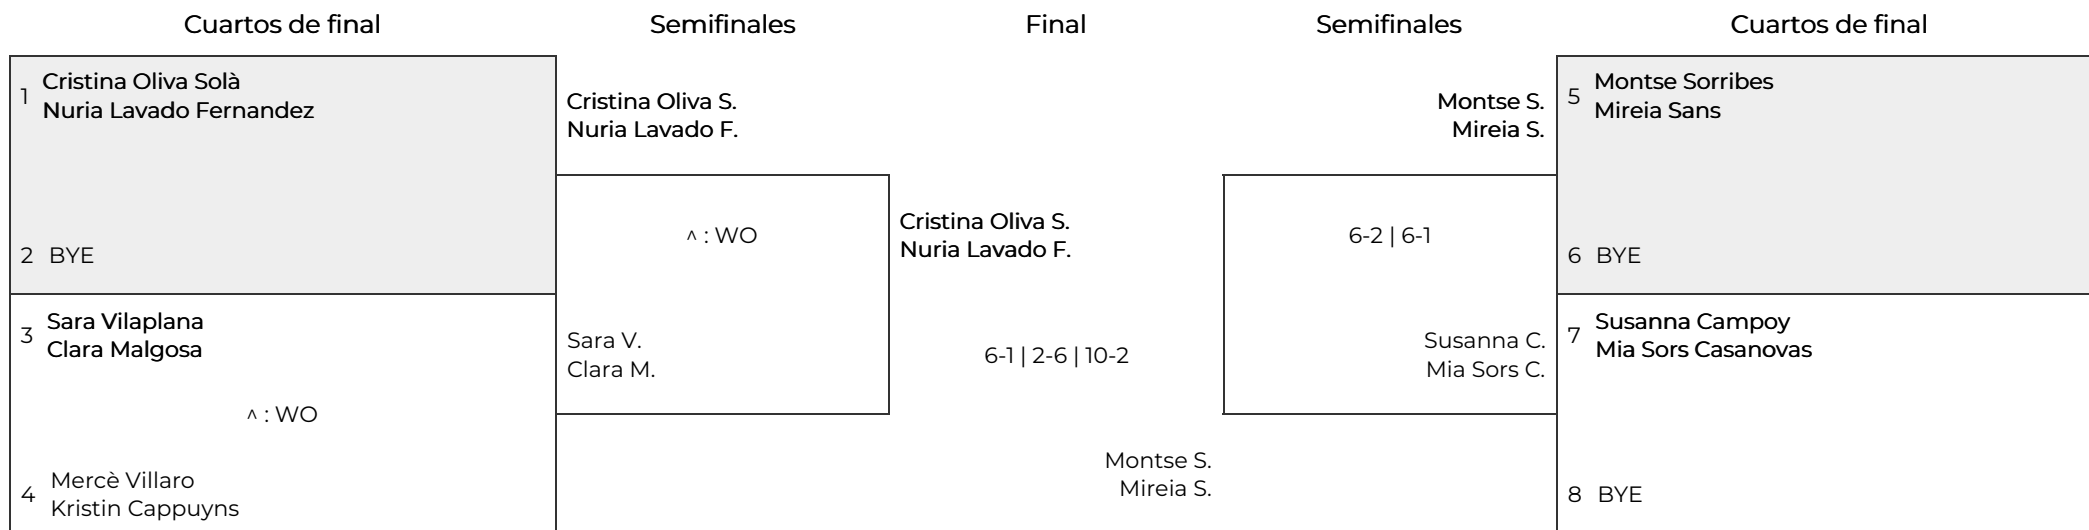 Cuartos de final
Semifinales
Final
Semifinales
Cuartos de final
1
Cristina Oliva Solà
Nuria Lavado Fernandez
2 BYE
3
Sara Vilaplana
Clara Malgosa
^ : WO
4
Mercè Villaro
Kristin Cappuyns
Cristina Oliva S.
Nuria Lavado F.
^ : WO
Sara V.
Clara M.
Cristina Oliva S.
Nuria Lavado F.
6-1 | 2-6 | 10-2
Montse S.
Mireia S.
Montse S.
Mireia S.
6-2 | 6-1
Susanna C.
Mia Sors C.
5
Montse Sorribes
Mireia Sans
6 BYE
7
Susanna Campoy
Mia Sors Casanovas
8 BYE